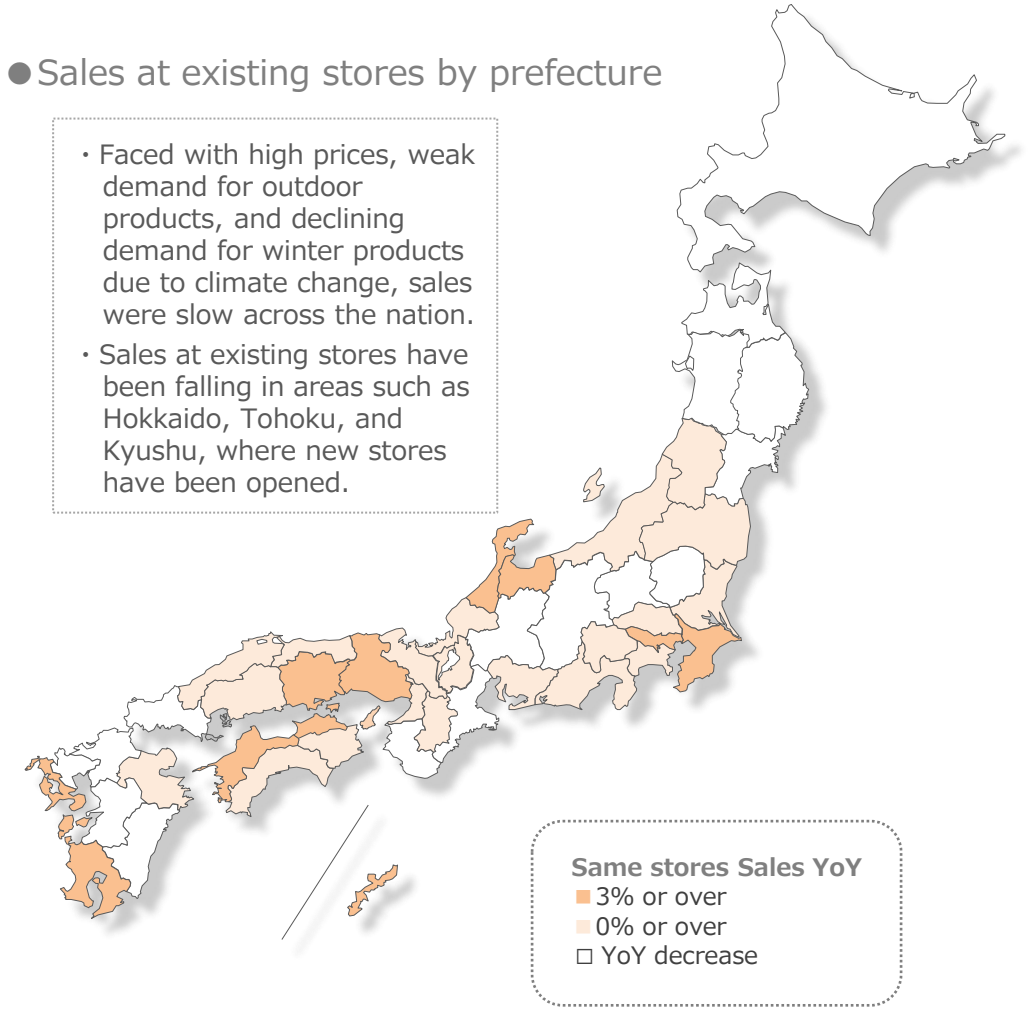 ●Sales at existing stores by prefecture
・Faced with high prices, weak
demand for outdoor
products, and declining
demand for winter products
due to climate change, sales
were slow across the nation.
・Sales at existing stores have
been falling in areas such as
Hokkaido, Tohoku, and
Kyushu, where new stores
have been opened.
Same stores Sales YoY
3% or over
0% or over
YoY decrease